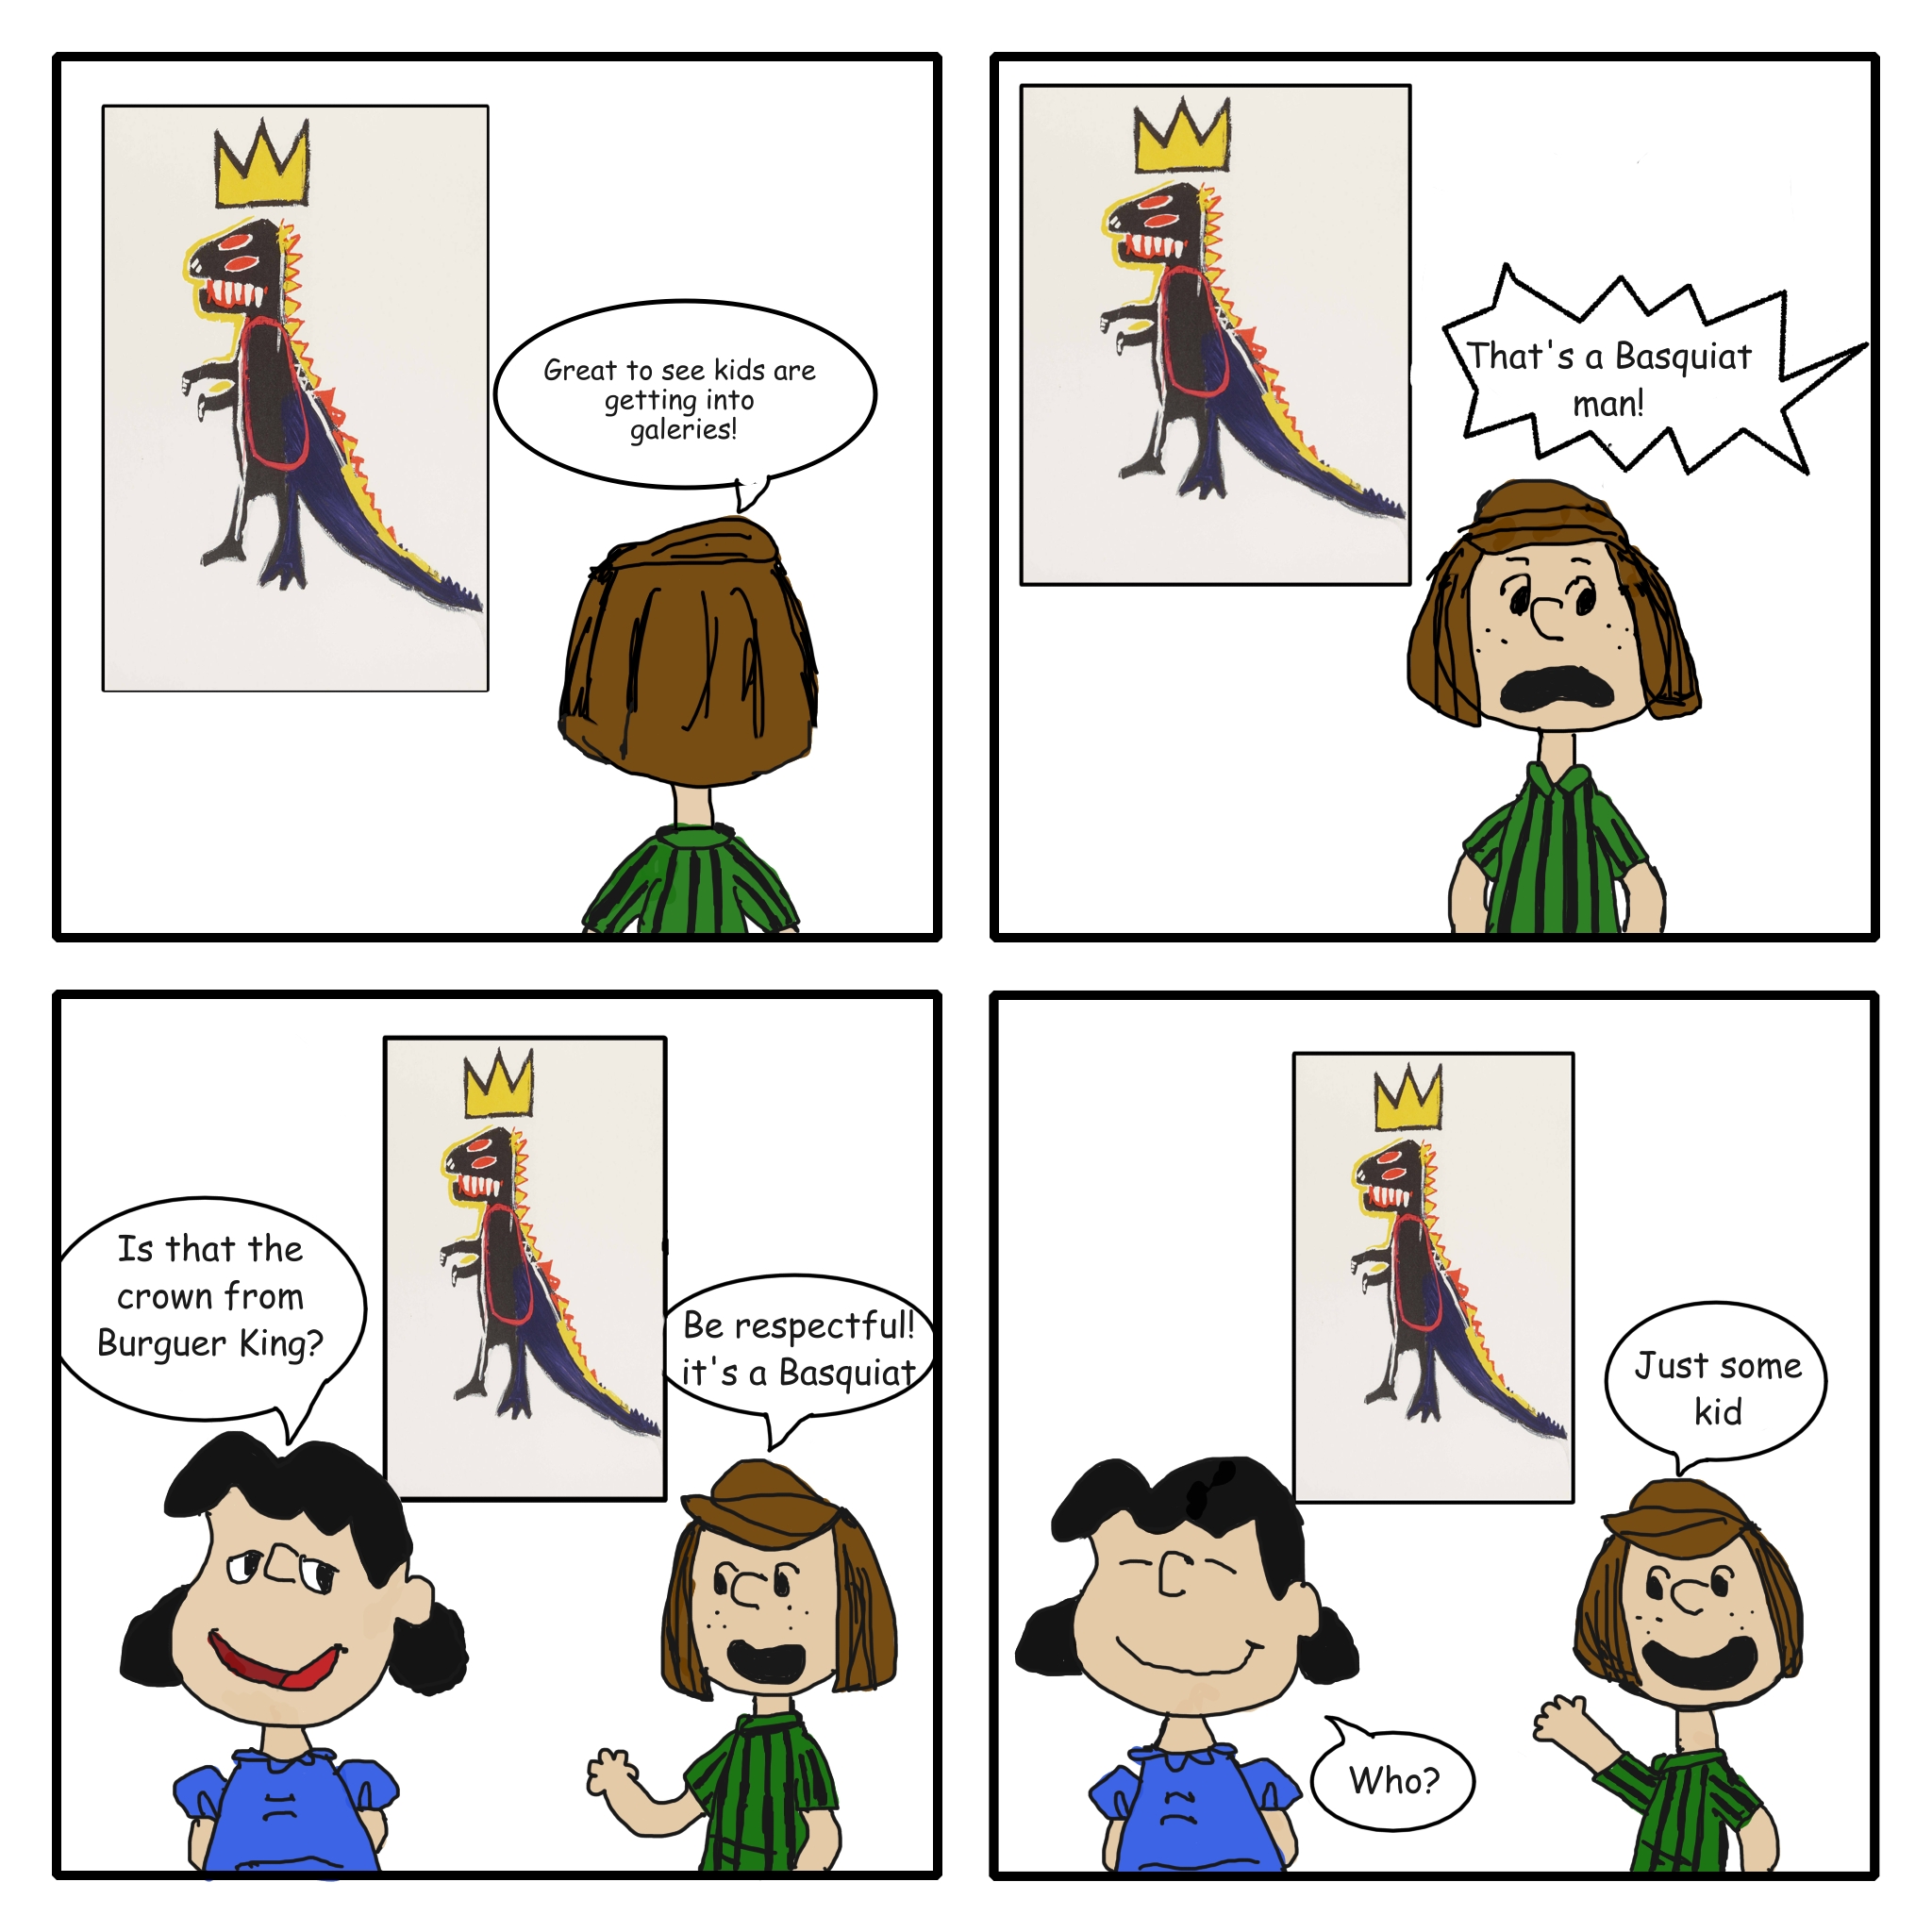 Great to see kids are
getting into
galeries!
That's a Basquiat
man!
Is that the
crown from
Burguer King?
Be respectful!
it's a Basquiat
Just some
kid
Who?